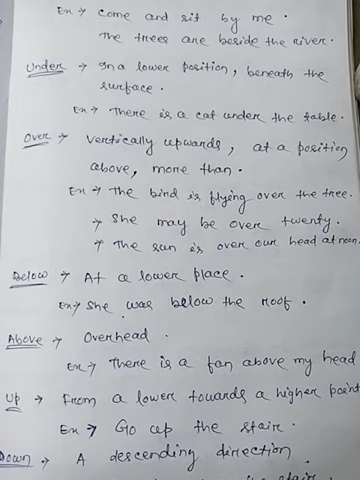 Ex → Come and sit by me.
The trees are beside the river.
Under → In a lower position, beneath the
surface.
Ex → There is a cat under the table.
Over → Vertically upwards, at a position
above, more than.
Ex → The bird is flying over the tree.
→ She may be over twenty.
→ The sun is over our head at noon.
Below → At a lower place.
Ex → She was below the roof.
Above → Overhead.
Ex → There is a fan above my head
Up → From a lower towards a higher point
Ex → Go up the stair.
Down → A descending direction.
stair.